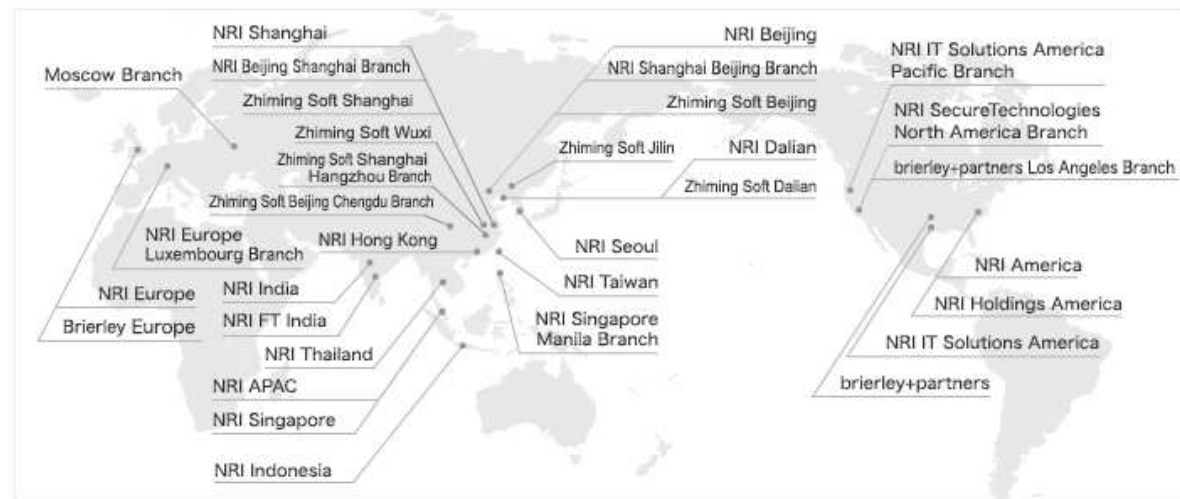 NRI Shanghai
NRI Beijing Shanghai Branch
Moscow Branch
Zhiming Soft Shanghai
Zhiming Soft Wuxi
Zhiming Soft Shanghai
Hangzhou Branch
Zhiming Soft Beijing Chengdu Branch
NRI Europe
Luxembourg Branch
NRI Hong Kong
NRI Europe
Brierley Europe
NRI India
NRI FT India
NRI Thailand
NRI APAC
NRI Singapore
NRI Indonesia
NRI Beijing
NRI Shanghai Beijing Branch
Zhiming Soft Beijing
Zhiming Soft Jilin
NRI Dalian
Zhiming Soft Dalian
NRI Seoul
NRI Taiwan
NRI Singapore
Manila Branch
NRI IT Solutions America
Pacific Branch
NRI SecureTechnologies
North America Branch
brierley+partners Los Angeles Branch
NRI America
NRI Holdings America
NRI IT Solutions America
brierley+partners